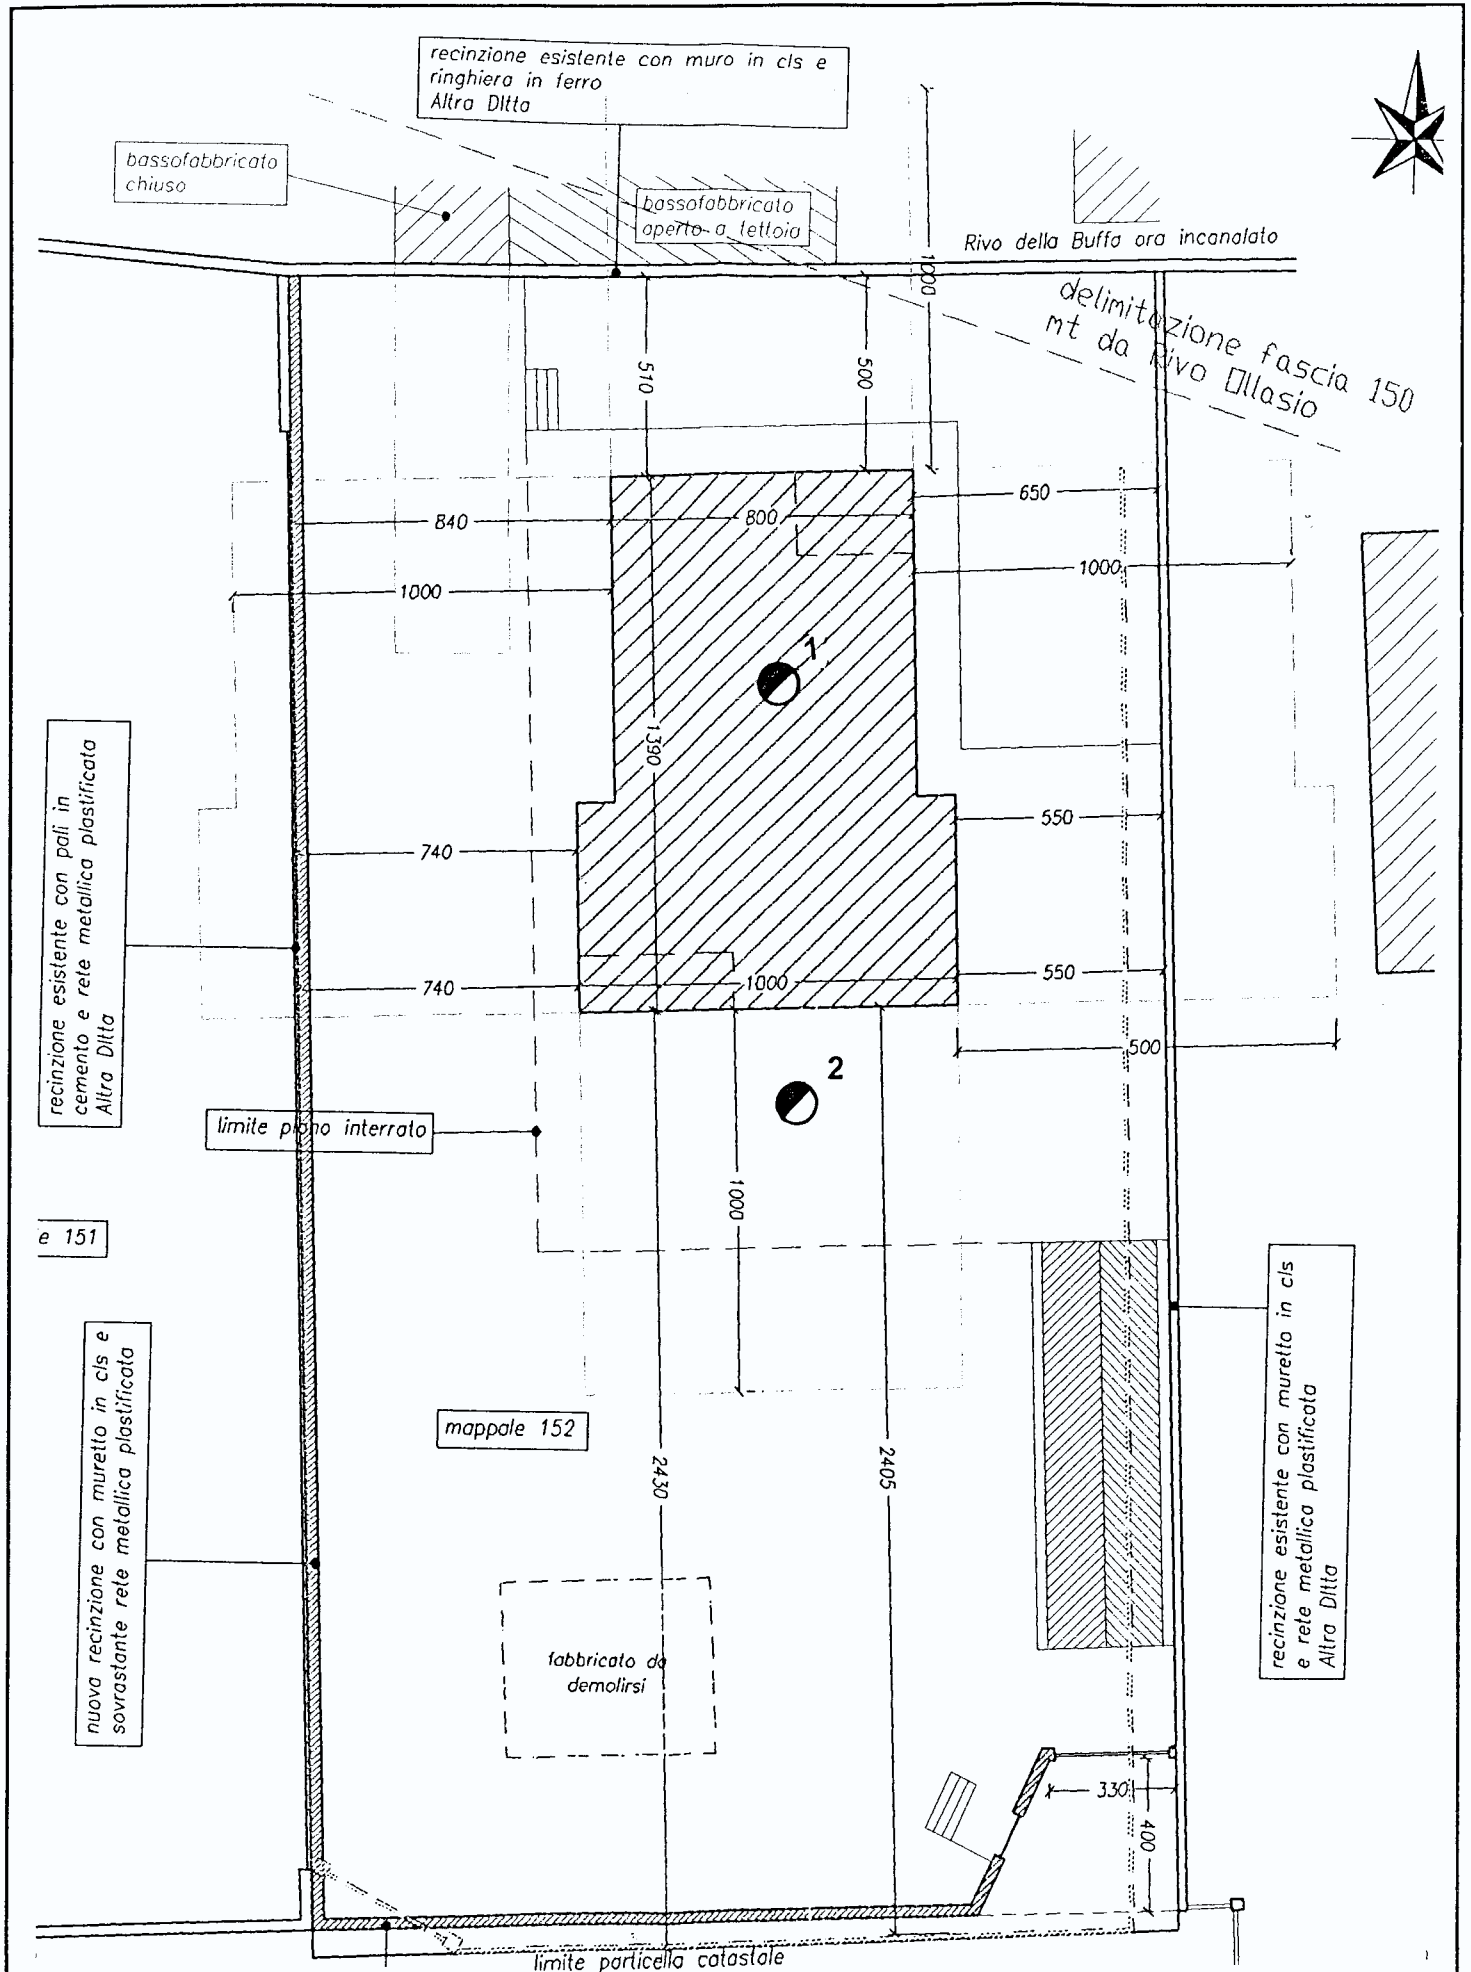 recinzione esistente con muro in cls e
ringhiera in ferro
Altra DItta
bassofabbricato
chiuso
bassofabbricato
aperto a tettoia
Rivo della Buffa ora incanalato
1000
delimitazione fascia 150
mt da Rivo Ollasio
510
500
650
840
800
1000
1000
1
1390
550
740
recinzione esistente con pali in
cemento e rete metallica plastificata
Altra DItta
740
1000
550
500
2
limite piano interrato
1000
e 151
recinzione esistente con muretto in cls
e rete metallica plastificata
Altra DItta
nuova recinzione con muretto in cls e
sovrastante rete metallica plastificata
mappale 152
2430
2405
fabbricato da
demolirsi
330
400
limite particella catastale